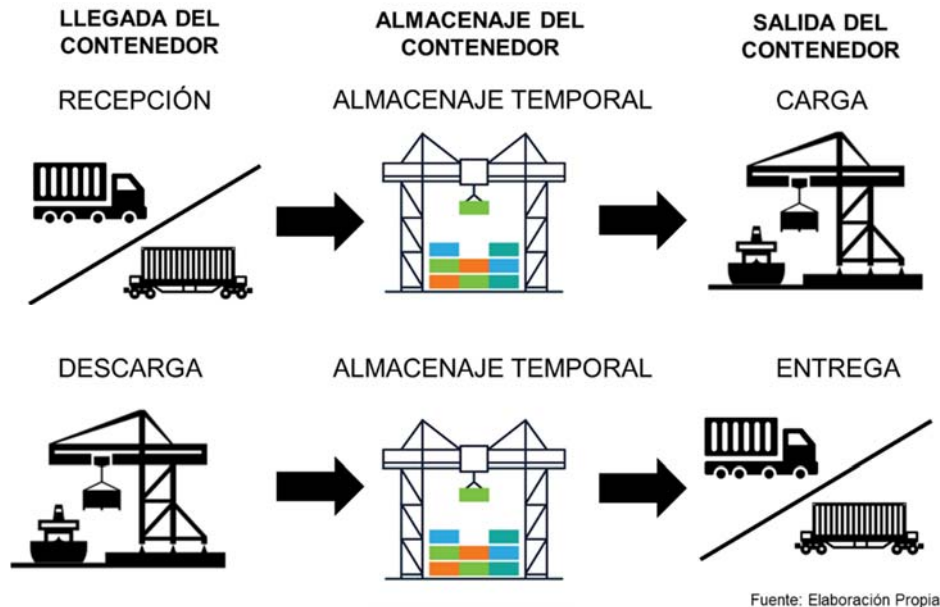 LLEGADA DEL
CONTENEDOR
ALMACENAJE DEL
CONTENEDOR
SALIDA DEL
CONTENEDOR
RECEPCIÓN
ALMACENAJE TEMPORAL
CARGA
DESCARGA
ALMACENAJE TEMPORAL
ENTREGA
Fuente: Elaboración Propia